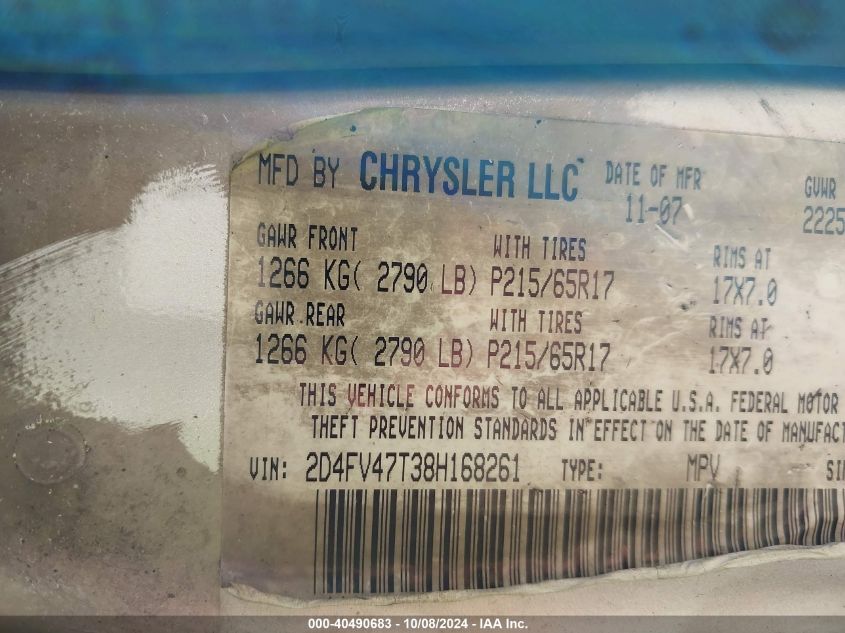 MFD BY CHRYSLER LLC DATE OF MFR GVWR
11-07 2225
GAWR FRONT WITH TIRES RIMS AT
1266 KG( 2790 LB) P215/65R17 17X7.0
GAWR REAR WITH TIRES RIMS AT
1266 KG( 2790 LB) P215/65R17 17X7.0
THIS VEHICLE CONFORMS TO ALL APPLICABLE U.S.A. FEDERAL MOTOR
THEFT PREVENTION STANDARDS IN EFFECT ON THE DATE OF MANUFACT
VIN: 2D4FV47T38H168261 TYPE: MPV SI
000-40490683 - 10/08/2024 - IAA Inc.